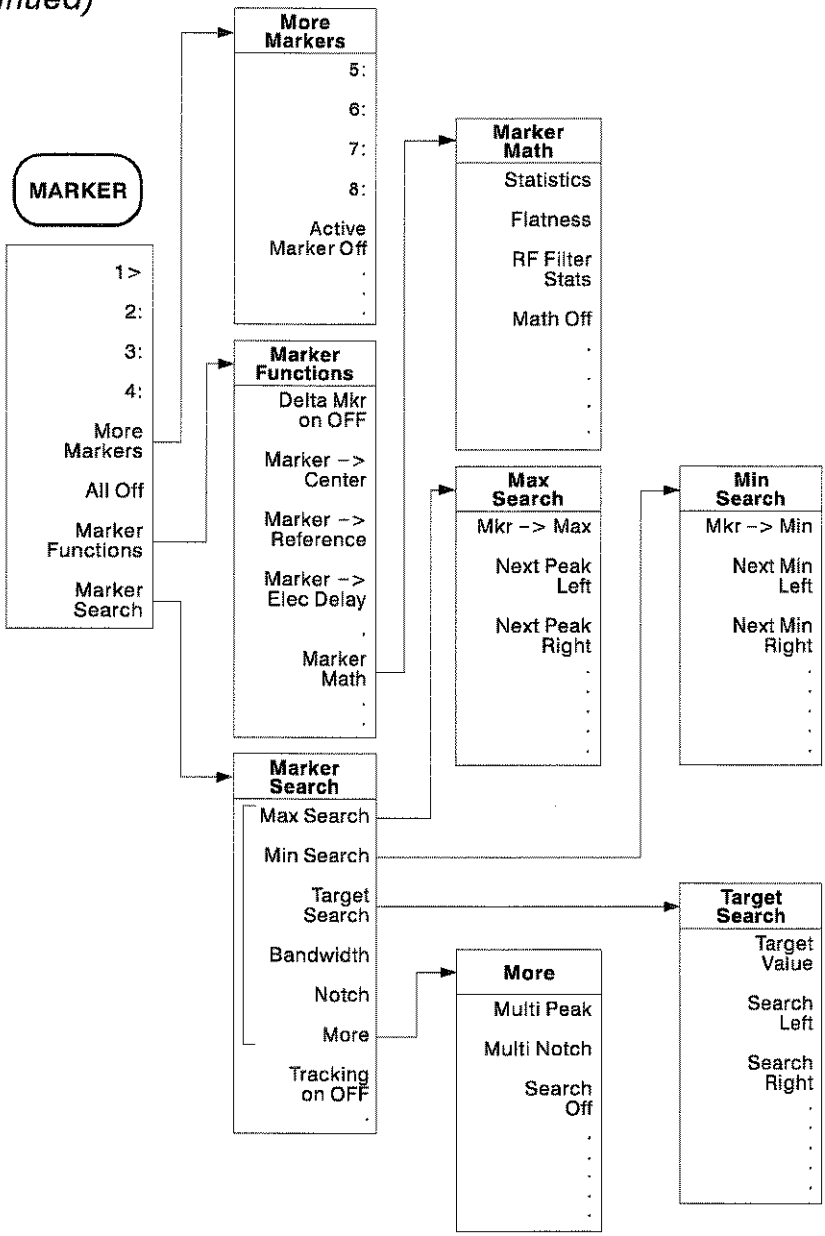 nued)
MARKER
1>
2:
3:
4:
More
Markers
All Off
Marker
Functions
Marker
Search
More
Markers
5:
6:
7:
8:
Active
Marker Off
.
.
.
Marker
Functions
Delta Mkr
on OFF
Marker –>
Center
Marker –>
Reference
Marker –>
Elec Delay
.
Marker
Math
.
.
Marker
Search
Max Search
Min Search
Target
Search
Bandwidth
Notch
More
Tracking
on OFF
.
Marker
Math
Statistics
Flatness
RF Filter
Stats
Math Off
.
.
.
.
Max
Search
Mkr –> Max
Next Peak
Left
Next Peak
Right
.
.
.
.
.
More
Multi Peak
Multi Notch
Search
Off
.
.
.
.
.
Min
Search
Mkr –> Min
Next Min
Left
Next Min
Right
.
.
.
.
.
Target
Search
Target
Value
Search
Left
Search
Right
.
.
.
.
.